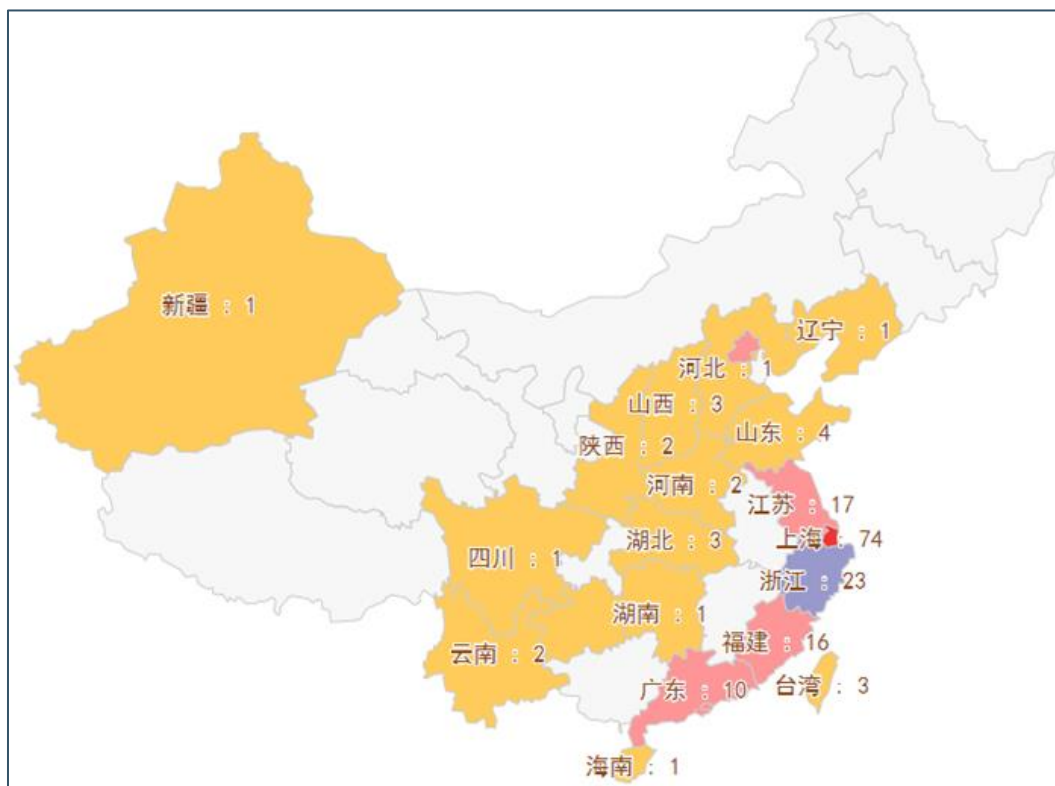 新疆 : 1
辽宁 : 1
河北 : 1
山西 : 3
山东 : 4
陕西 : 2
河南 : 2
江苏 : 17
上海 : 74
湖北 : 3
四川 : 1
浙江 : 23
湖南 : 1
福建 : 16
云南 : 2
广东 : 10
台湾 : 3
海南 : 1